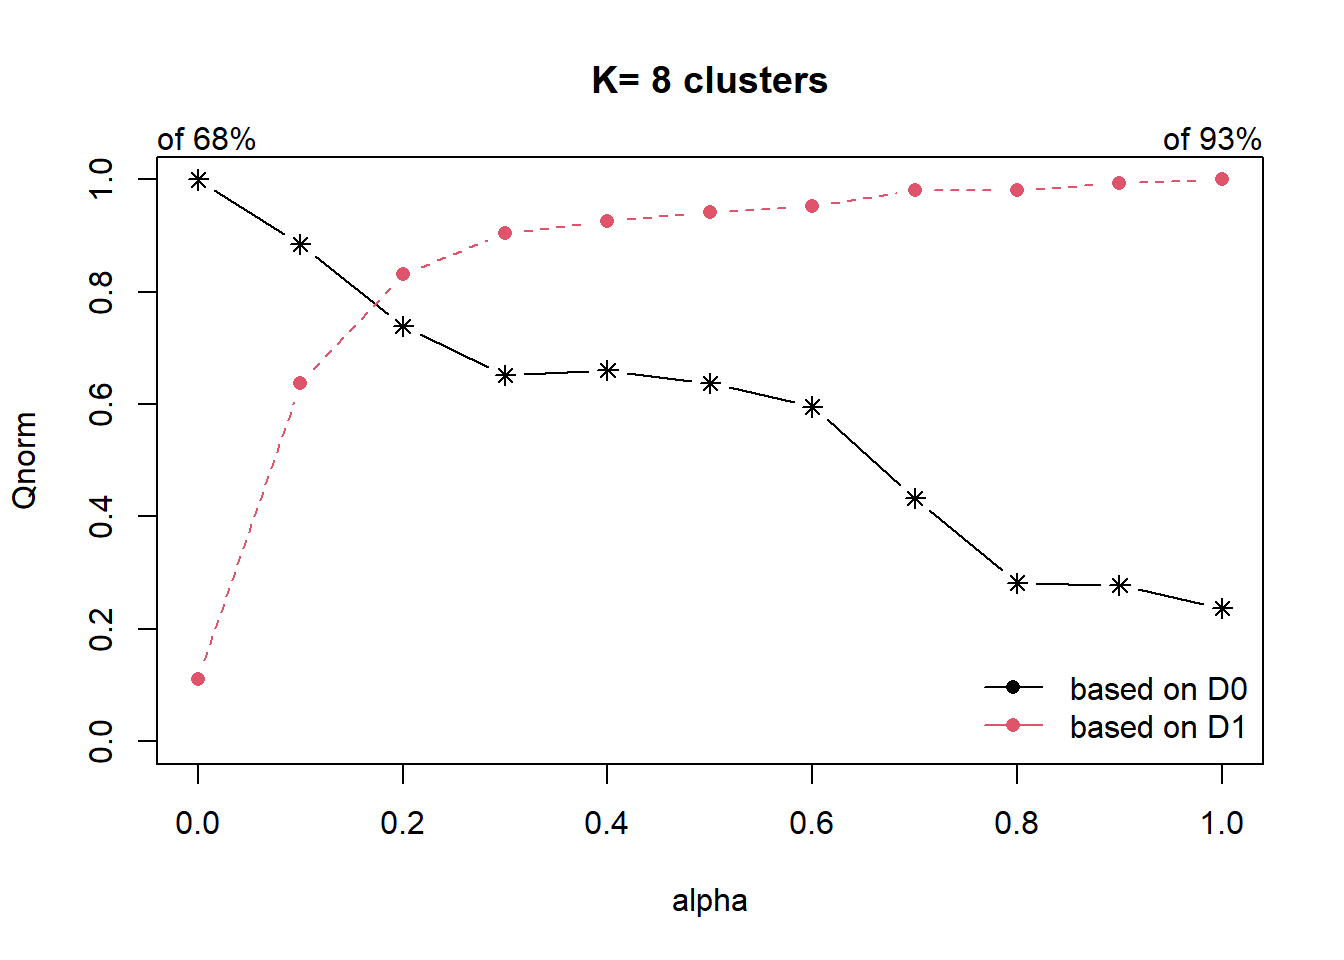 K= 8 clusters
of 68%
of 93%
Qnorm
1.0
0.8
0.6
0.4
0.2
0.0
based on D0
based on D1
0.0 0.2 0.4 0.6 0.8 1.0
alpha